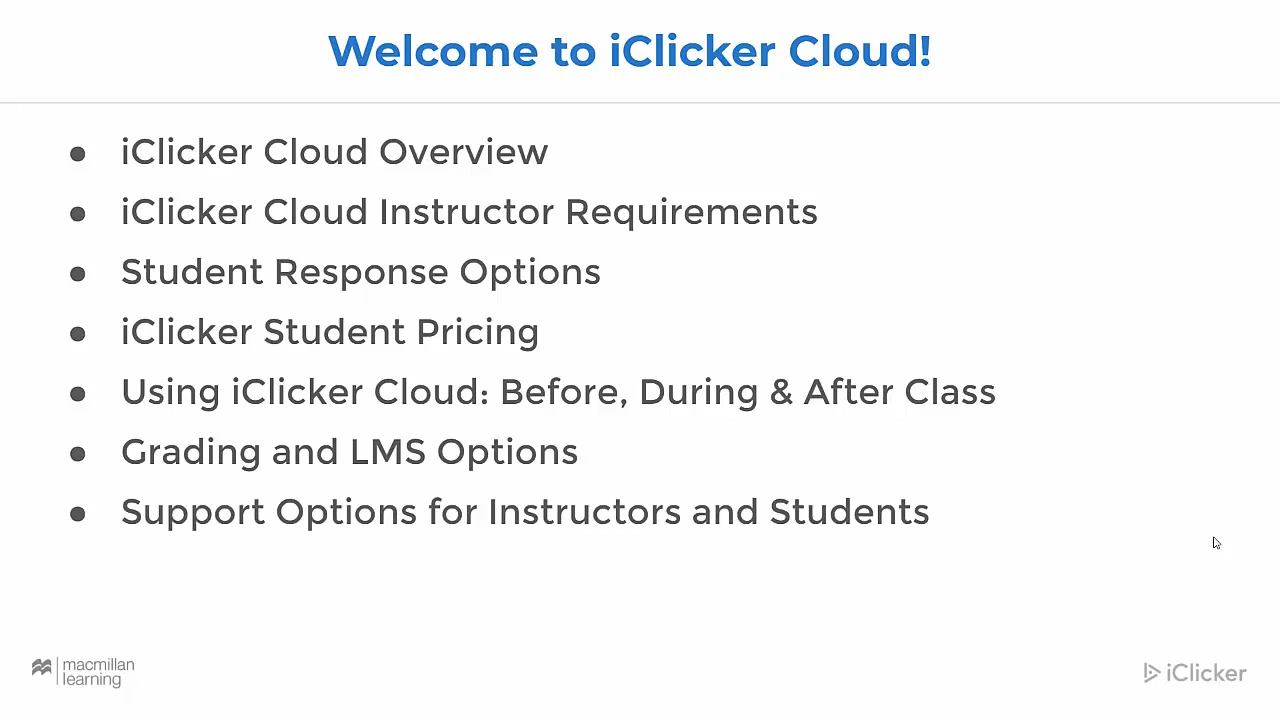 Welcome to iClicker Cloud!
● iClicker Cloud Overview
● iClicker Cloud Instructor Requirements
● Student Response Options
● iClicker Student Pricing
● Using iClicker Cloud: Before, During & After Class
● Grading and LMS Options
● Support Options for Instructors and Students
macmillan
learning
iClicker